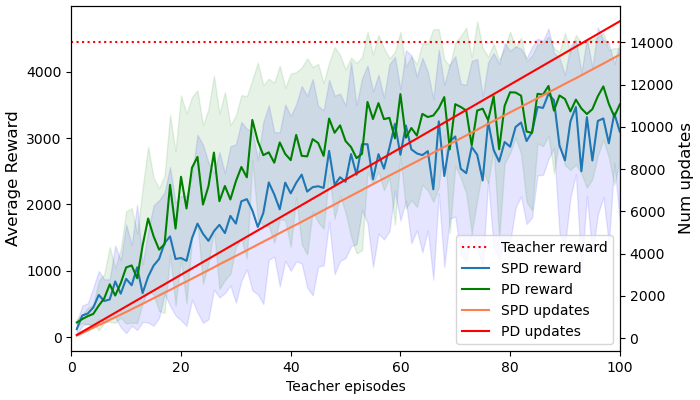 14000
4000
12000
10000
3000
8000
2000
6000
4000
1000
2000
0
0
0 20 40 60 80 100
Average Reward
Num updates
Teacher episodes
Teacher reward
SPD reward
PD reward
SPD updates
PD updates